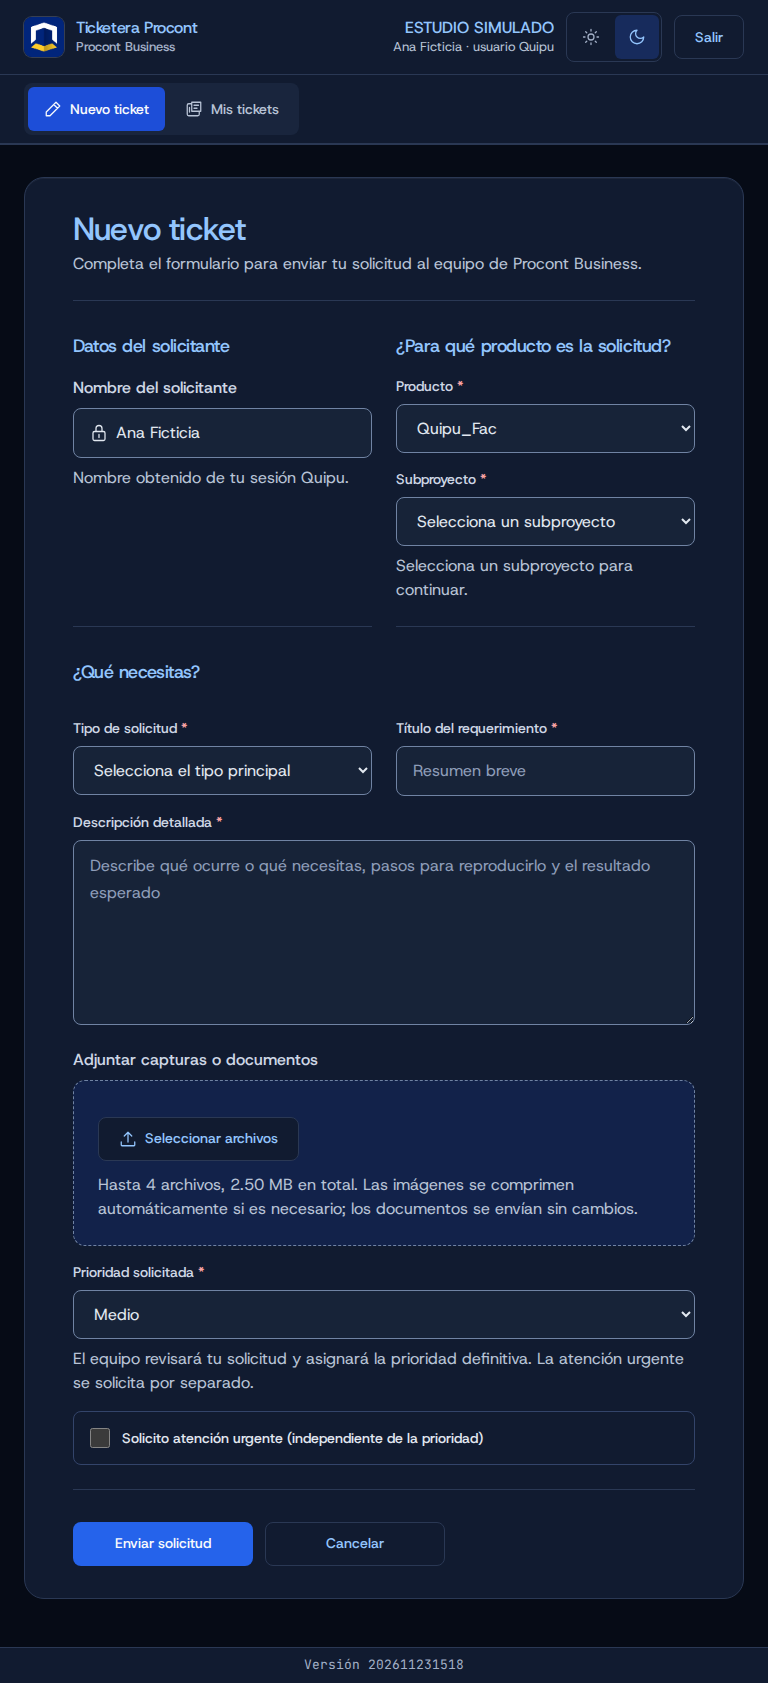 Ticketera Procont
Procont Business
ESTUDIO SIMULADO
Ana Ficticia · usuario Quipu
Salir
Nuevo ticket
Mis tickets
Nuevo ticket
Completa el formulario para enviar tu solicitud al equipo de Procont Business.
Datos del solicitante
Nombre del solicitante
Ana Ficticia
Nombre obtenido de tu sesión Quipu.
¿Para qué producto es la solicitud?
Producto *
Quipu_Fac
Subproyecto *
Selecciona un subproyecto
Selecciona un subproyecto para
continuar.
¿Qué necesitas?
Tipo de solicitud *
Selecciona el tipo principal
Título del requerimiento *
Resumen breve
Descripción detallada *
Describe qué ocurre o qué necesitas, pasos para reproducirlo y el resultado
esperado
Adjuntar capturas o documentos
Seleccionar archivos
Hasta 4 archivos, 2.50 MB en total. Las imágenes se comprimen
automáticamente si es necesario; los documentos se envían sin cambios.
Prioridad solicitada *
Medio
El equipo revisará tu solicitud y asignará la prioridad definitiva. La atención urgente
se solicita por separado.
Solicito atención urgente (independiente de la prioridad)
Enviar solicitud
Cancelar
Versión 202611231518